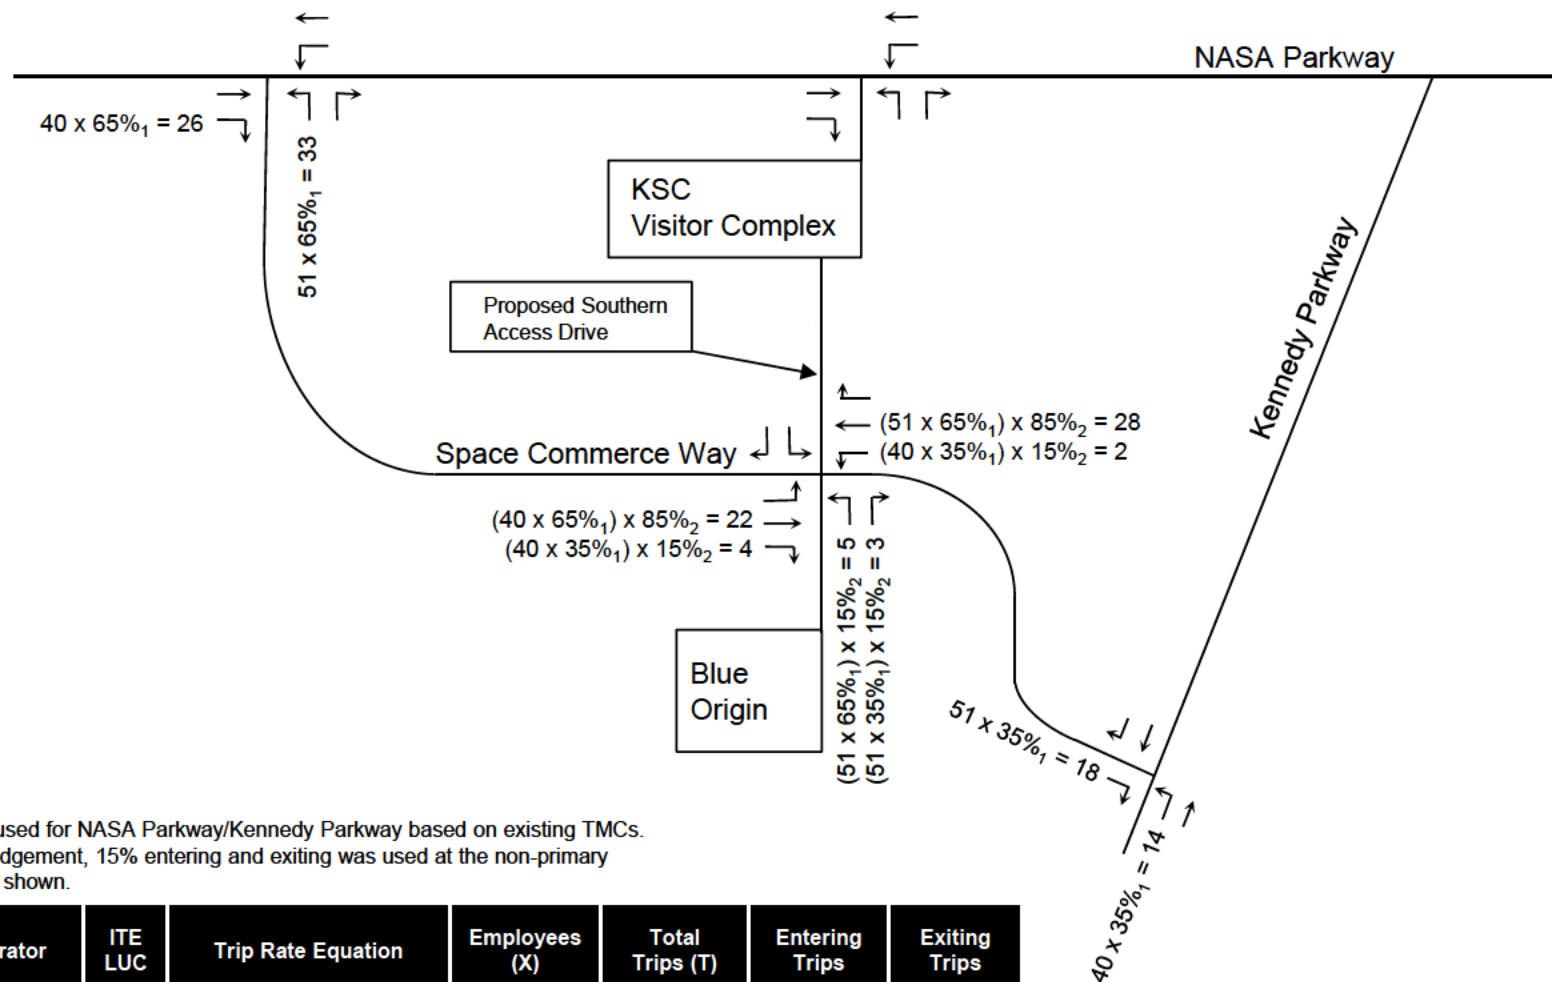 NASA Parkway
40 x 65%₁ = 26
51 x 65%₁ = 33
KSC
Visitor Complex
Kennedy Parkway
Proposed Southern
Access Drive
(51 x 65%₁) x 85%₂ = 28
(40 x 35%₁) x 15%₂ = 2
Space Commerce Way
(40 x 65%₁) x 85%₂ = 22
(40 x 35%₁) x 15%₂ = 4
(51 x 65%₁) x 15%₂ = 5
(51 x 35%₁) x 15%₂ = 3
Blue
Origin
51 x 35%₁ = 18
40 x 35%₁ = 14
used for NASA Parkway/Kennedy Parkway based on existing TMCs.
dgement, 15% entering and exiting was used at the non-primary
shown.
rator
ITE
LUC
Trip Rate Equation
Employees
(X)
Total
Trips (T)
Entering
Trips
Exiting
Trips